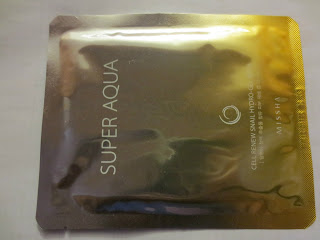 SUPER AQUA
CELL RENEW SNAIL HYDRO-
MISSHA